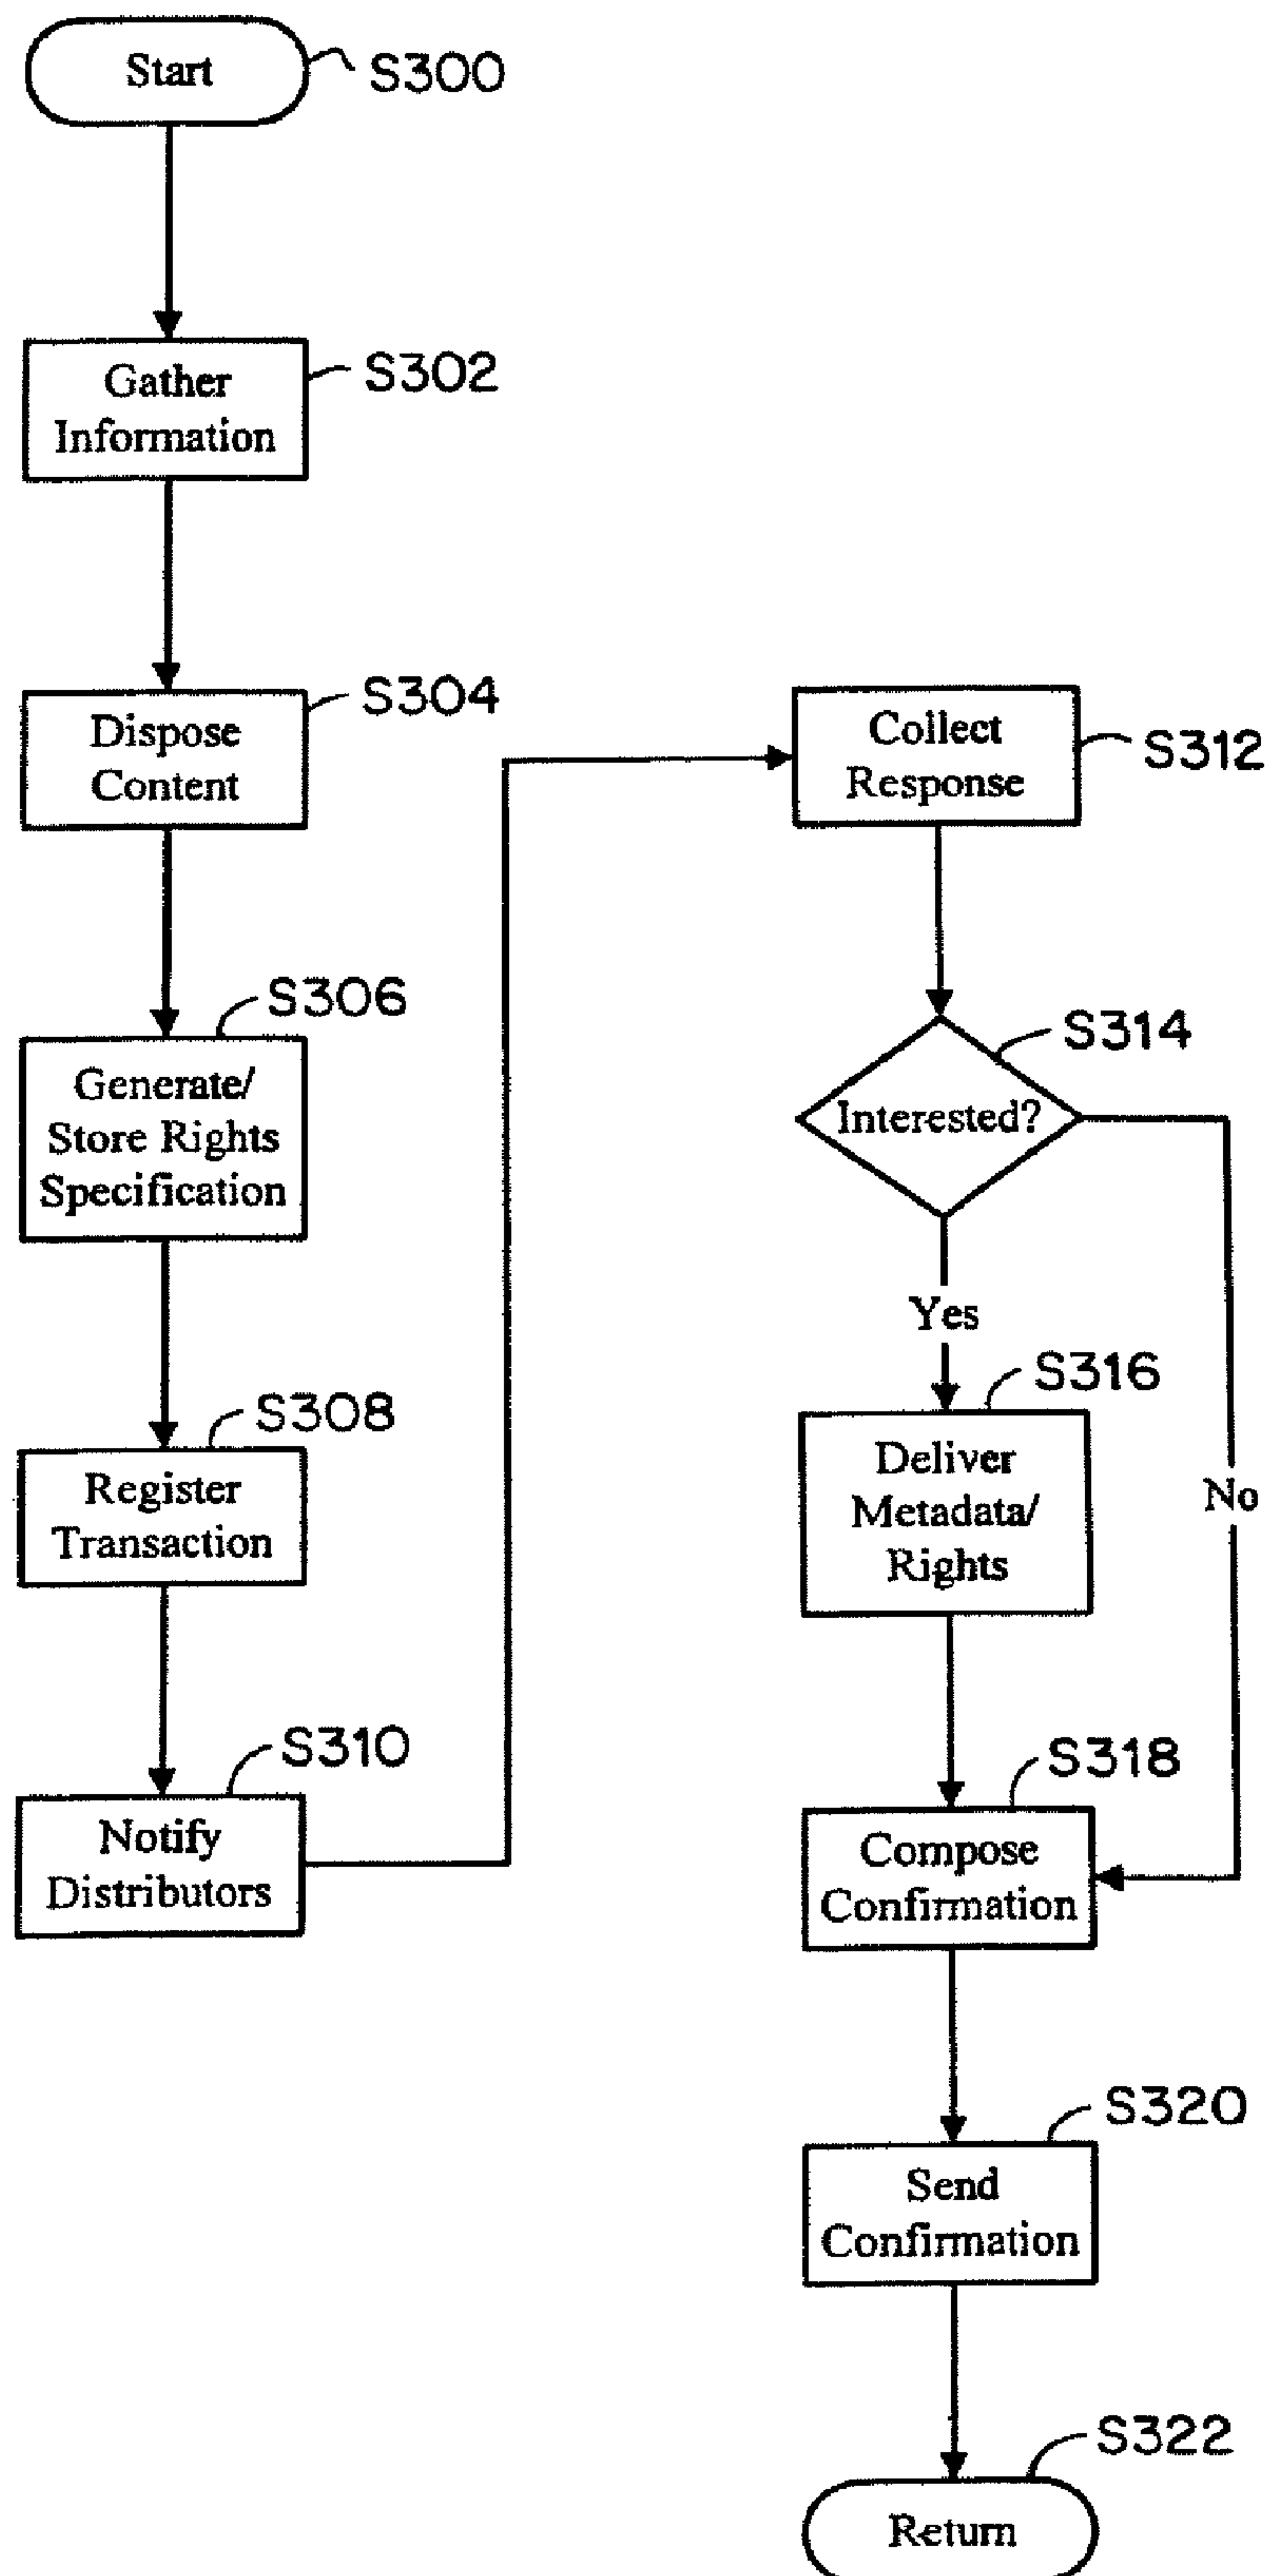 Start
S300
Gather
Information
S302
Dispose
Content
S304
Generate/
Store Rights
Specification
S306
Register
Transaction
S308
Notify
Distributors
S310
Collect
Response
S312
Interested?
S314
Yes
No
Deliver
Metadata/
Rights
S316
Compose
Confirmation
S318
Send
Confirmation
S320
Return
S322